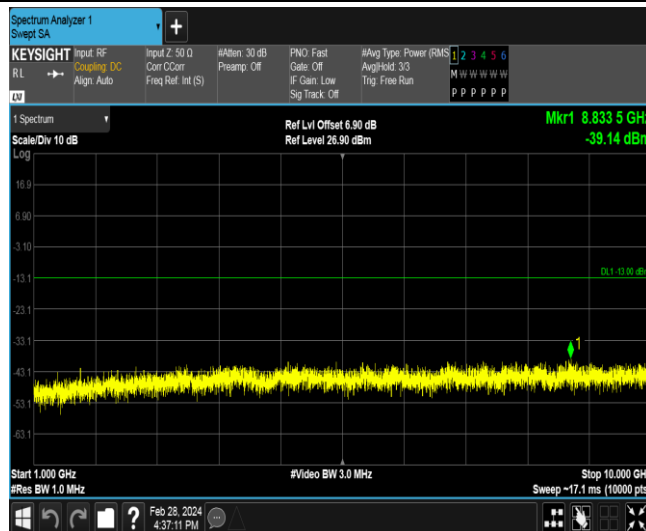 Spectrum Analyzer 1
Swept SA
+
KEYSIGHT
RL
LXI
Input: RF
Coupling: DC
Align: Auto
Input Z: 50 Ω
Corr CCorr
Freq Ref: Int (S)
#Atten: 30 dB
Preamp: Off
PNO: Fast
Gate: Off
IF Gain: Low
Sig Track: Off
#Avg Type: Power (RMS
Avg|Hold: 3/3
Trig: Free Run
1 2 3 4 5 6
M W W W W W
P P P P P P
1 Spectrum
Scale/Div 10 dB
Log
Ref Lvl Offset 6.90 dB
Ref Level 26.90 dBm
Mkr1 8.833 5 GHz
-39.14 dBm
16.9
6.90
-3.10
-13.1
-23.1
-33.1
-43.1
-53.1
-63.1
DL1 -13.00 dBm
1
Start 1.000 GHz
#Res BW 1.0 MHz
#Video BW 3.0 MHz
Stop 10.000 GHz
Sweep ~17.1 ms (10000 pts
?
Feb 28, 2024
4:37:11 PM